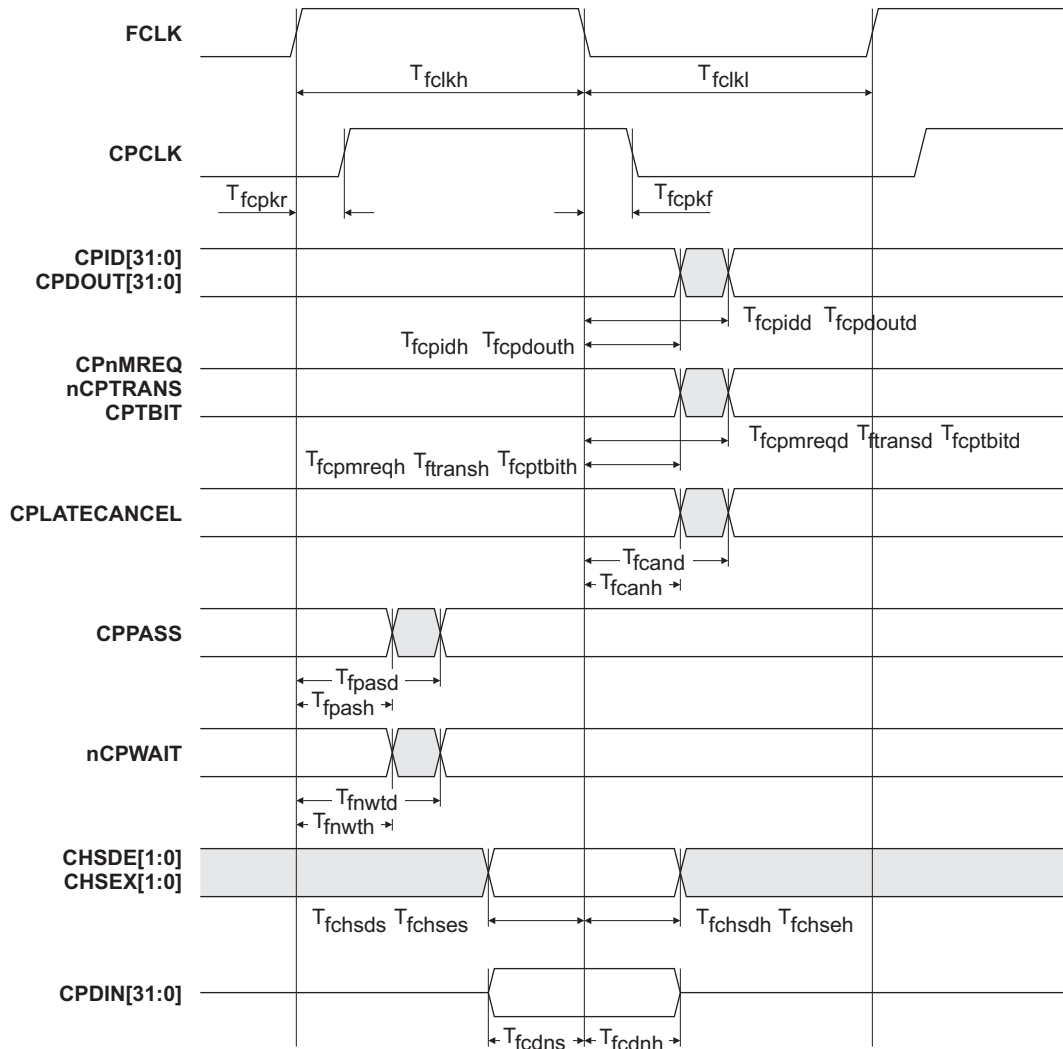 FCLK
Tfclkh Tfclkl
CPCLK
Tfcpkr Tfcpkf
CPID[31:0]
CPDOUT[31:0]
Tfcpidd Tfcpdoutd
Tfcpidh Tfcpdouth
CPnMREQ
nCPTRANS
CPTBIT
Tfcpmreqd Tftransd Tfcptbitd
Tfcpmreqh Tftransh Tfcptbith
CPLATECANCEL
Tfcand
Tfcanh
CPPASS
Tfpasd
Tfpash
nCPWAIT
Tfnwtd
Tfnwth
CHSDE[1:0]
CHSEX[1:0]
Tfchsds Tfchses Tfchsdh Tfchseh
CPDIN[31:0]
Tfcdns Tfcdnh